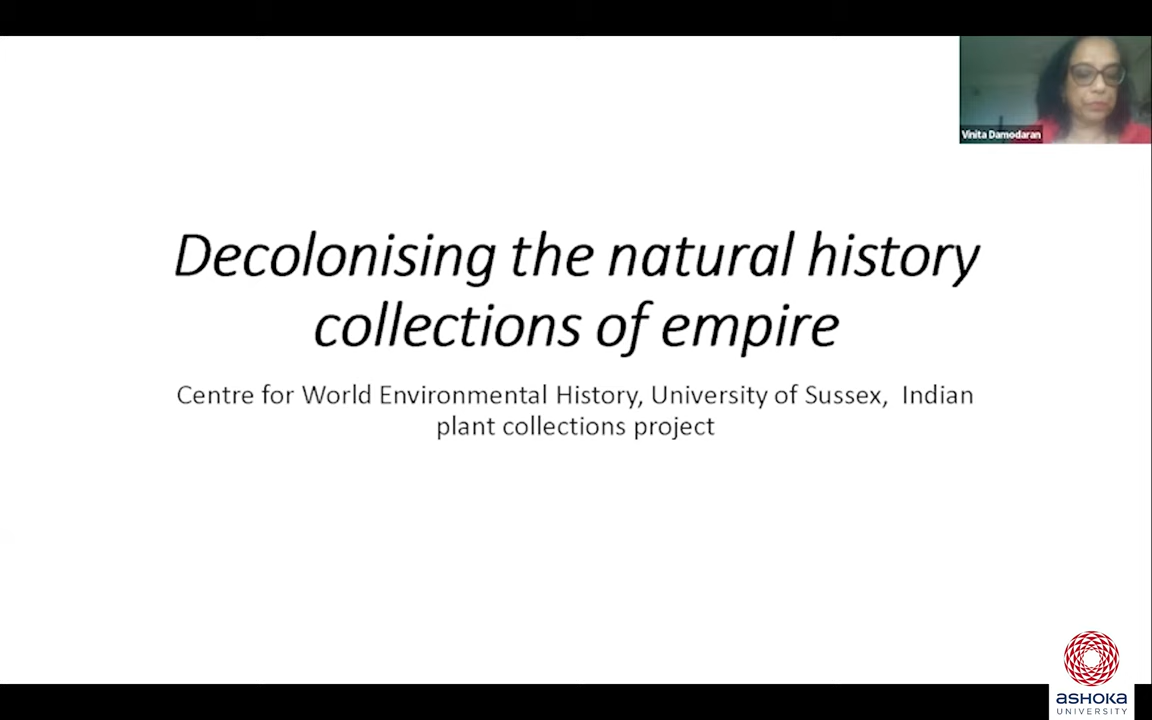 Vinita Damodaran
Decolonising the natural history
collections of empire
Centre for World Environmental History, University of Sussex,  Indian
plant collections project
ASHOKA
UNIVERSITY